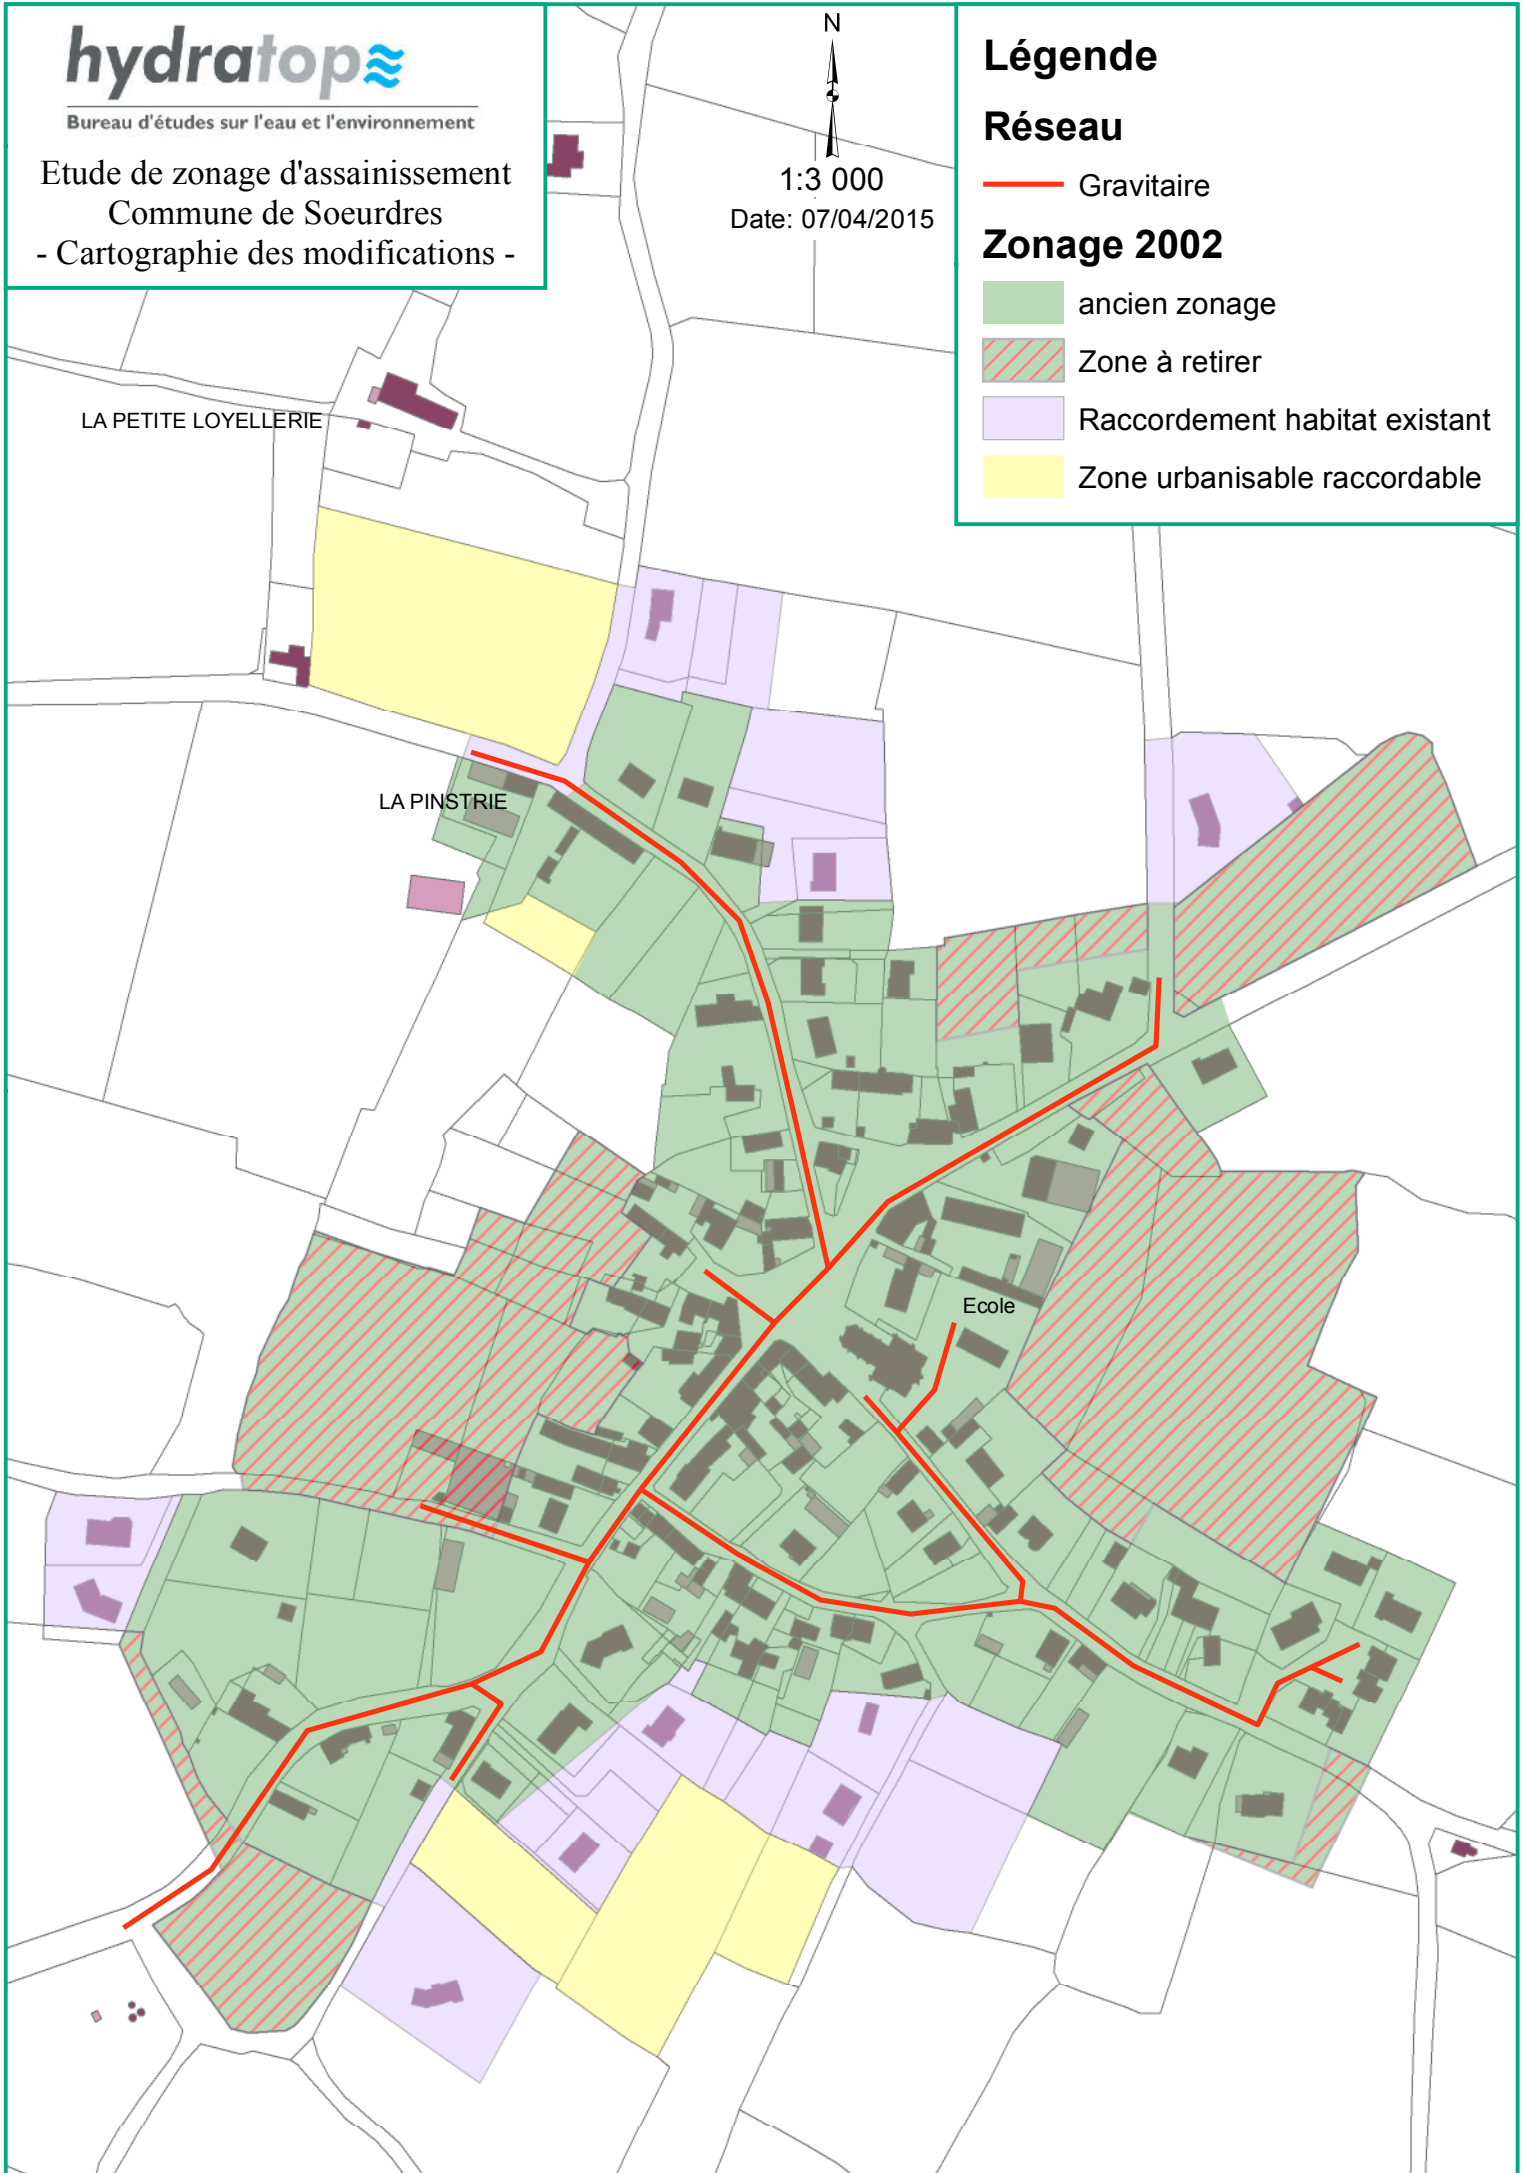 hydratop
Bureau d'études sur l'eau et l'environnement
Etude de zonage d'assainissement
Commune de Soeurdres
- Cartographie des modifications -
N
1:3 000
Date: 07/04/2015
Légende
Réseau
Gravitaire
Zonage 2002
ancien zonage
Zone à retirer
Raccordement habitat existant
Zone urbanisable raccordable
LA PETITE LOYELLERIE
LA PINSTRIE
Ecole